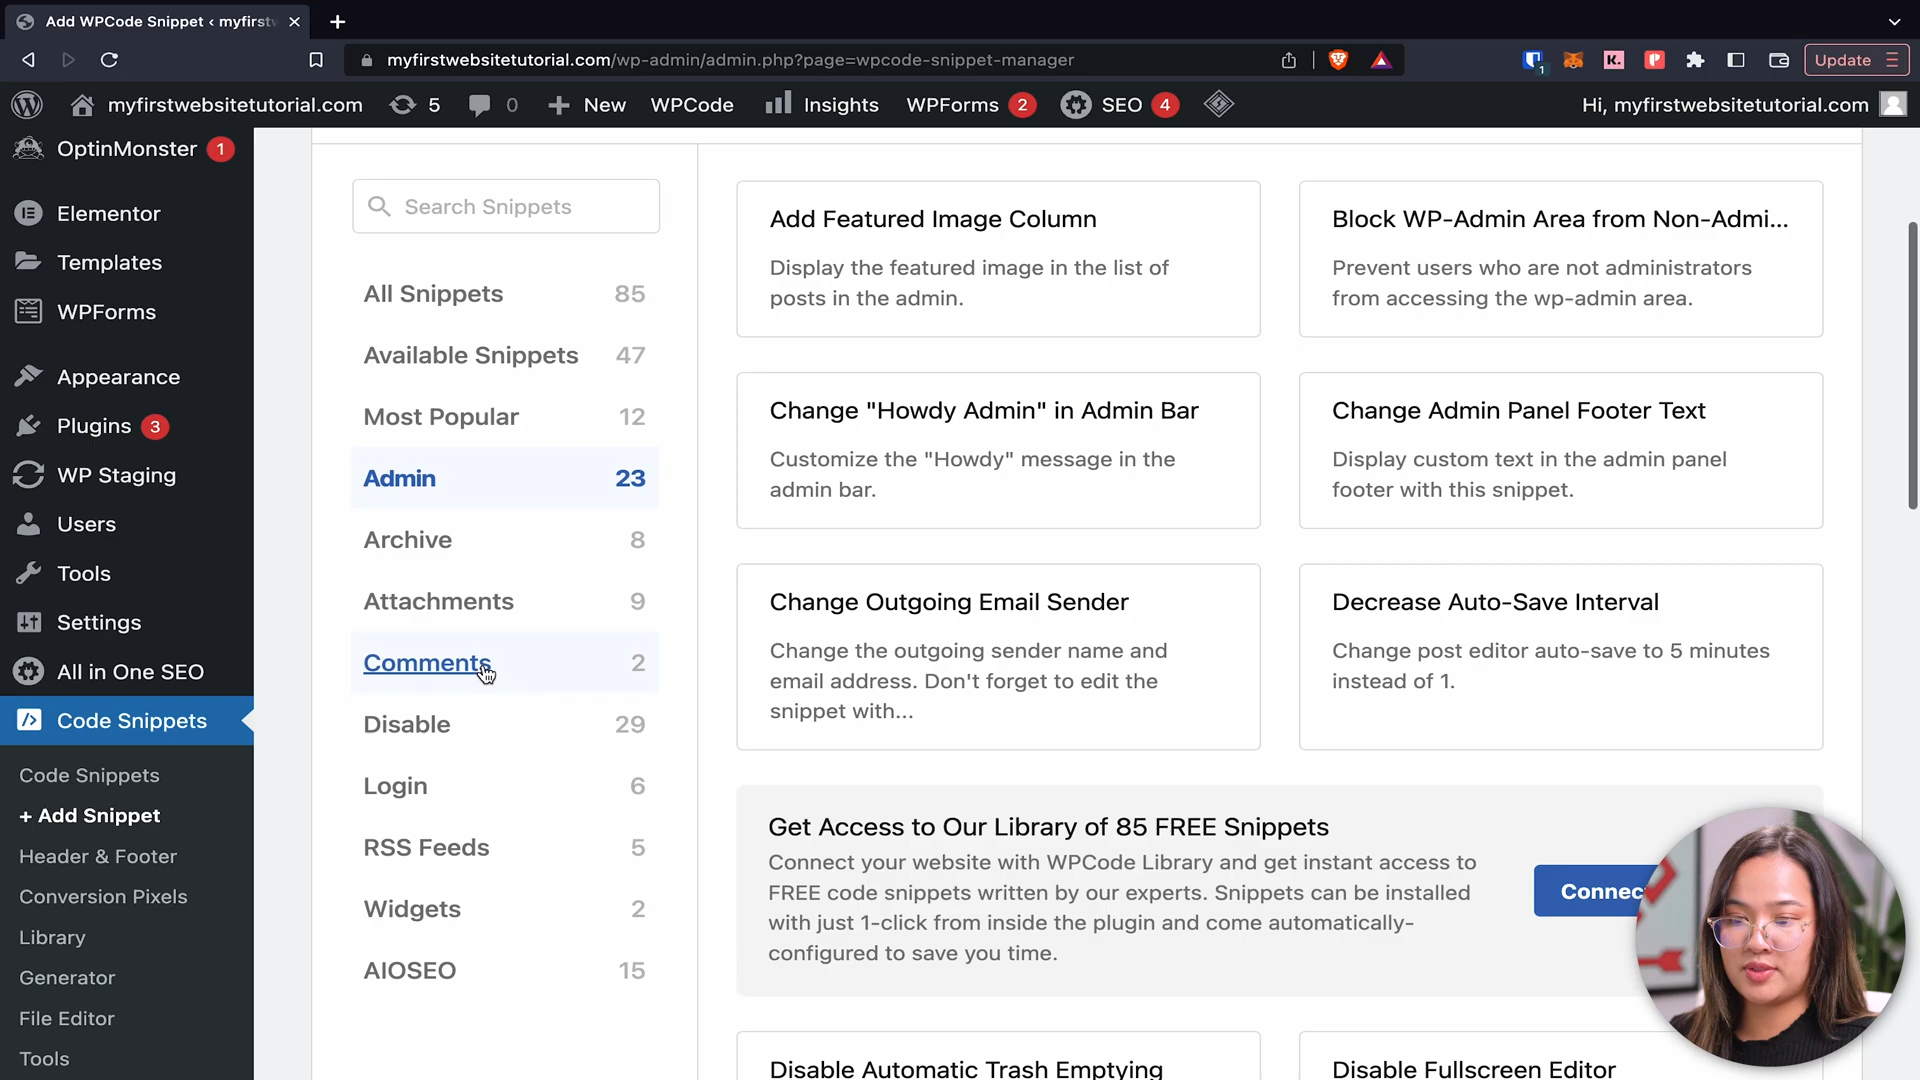 Add WPCode Snippet ‹ myfirstw
myfirstwebsitetutorial.com/wp-admin/admin.php?page=wpcode-snippet-manager
1
K.
Update
myfirstwebsitetutorial.com
5
0
New
WPCode
Insights
WPForms 2
SEO 4
Hi, myfirstwebsitetutorial.com
OptinMonster 1
Elementor
Templates
WPForms
Appearance
Plugins 3
WP Staging
Users
Tools
Settings
All in One SEO
Code Snippets
Code Snippets
+ Add Snippet
Header & Footer
Conversion Pixels
Library
Generator
File Editor
Tools
Search Snippets
All Snippets 85
Available Snippets 47
Most Popular 12
Admin 23
Archive 8
Attachments 9
Comments 2
Disable 29
Login 6
RSS Feeds 5
Widgets 2
AIOSEO 15
Add Featured Image Column
Display the featured image in the list of
posts in the admin.
Block WP-Admin Area from Non-Admi...
Prevent users who are not administrators
from accessing the wp-admin area.
Change "Howdy Admin" in Admin Bar
Customize the "Howdy" message in the
admin bar.
Change Admin Panel Footer Text
Display custom text in the admin panel
footer with this snippet.
Change Outgoing Email Sender
Change the outgoing sender name and
email address. Don't forget to edit the
snippet with...
Decrease Auto-Save Interval
Change post editor auto-save to 5 minutes
instead of 1.
Get Access to Our Library of 85 FREE Snippets
Connect your website with WPCode Library and get instant access to
FREE code snippets written by our experts. Snippets can be installed
with just 1-click from inside the plugin and come automatically-
configured to save you time.
Connec
Disable Automatic Trash Emptying
Disable Fullscreen Editor